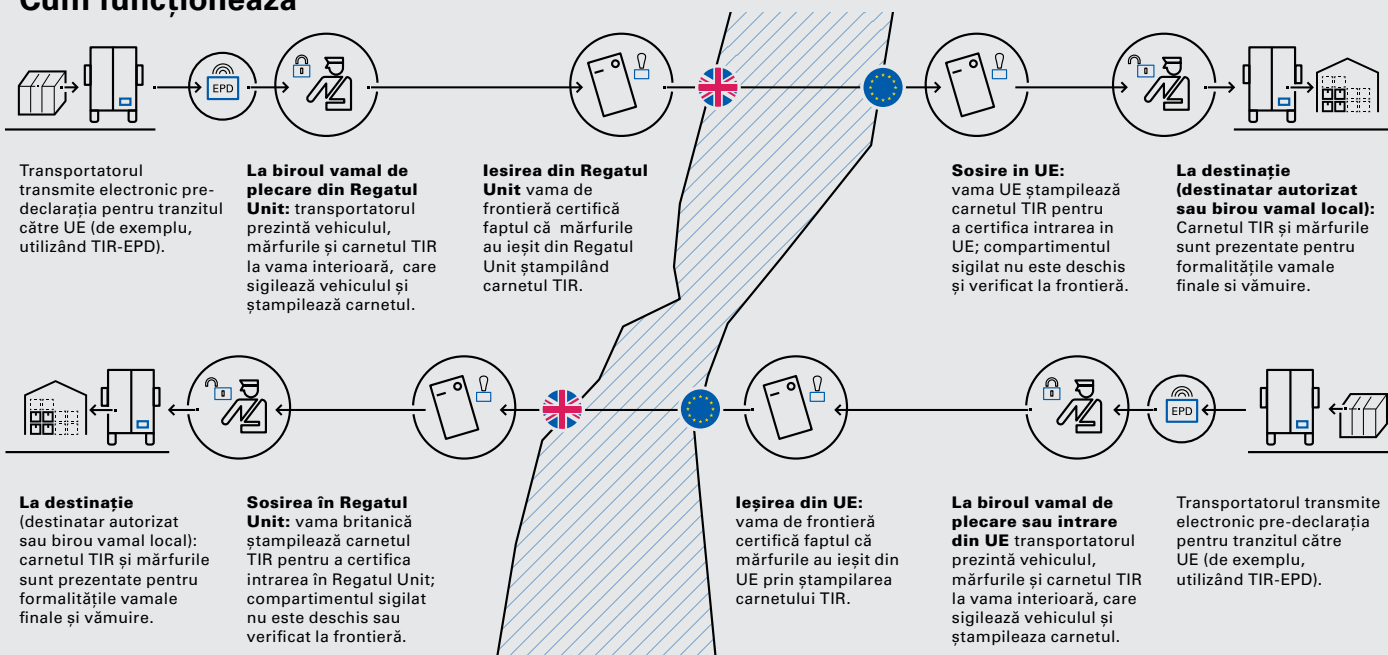 Cum funcționează
EPD
Transportatorul
transmite electronic pre-
declarația pentru tranzitul
către UE (de exemplu,
utilizând TIR-EPD).
La biroul vamal de
plecare din Regatul
Unit: transportatorul
prezintă vehiculul,
mărfurile și carnetul TIR
la vama interioară, care
sigilează vehiculul și
ștampilează carnetul.
Iesirea din Regatul
Unit vama de
frontieră certifică
faptul că mărfurile
au ieșit din Regatul
Unit ștampilând
carnetul TIR.
Sosire in UE:
vama UE ștampilează
carnetul TIR pentru
a certifica intrarea in
UE; compartimentul
sigilat nu este deschis
și verificat la frontieră.
La destinație
(destinatar autorizat
sau birou vamal local):
Carnetul TIR și mărfurile
sunt prezentate pentru
formalitățile vamale
finale si vămuire.
EPD
La destinație
(destinatar autorizat
sau birou vamal local):
carnetul TIR și mărfurile
sunt prezentate pentru
formalitățile vamale
finale și vămuire.
Sosirea în Regatul
Unit: vama britanică
ștampilează carnetul
TIR pentru a certifica
intrarea în Regatul Unit;
compartimentul sigilat
nu este deschis sau
verificat la frontieră.
Ieșirea din UE:
vama de frontieră
certifică faptul că
mărfurile au ieșit din
UE prin ștampilarea
carnetului TIR.
La biroul vamal de
plecare sau intrare
din UE transportatorul
prezintă vehiculul,
mărfurile și carnetul TIR
la vama interioară, care
sigilează vehiculul și
ștampileaza carnetul.
Transportatorul transmite
electronic pre-declarația
pentru tranzitul către
UE (de exemplu,
utilizând TIR-EPD).